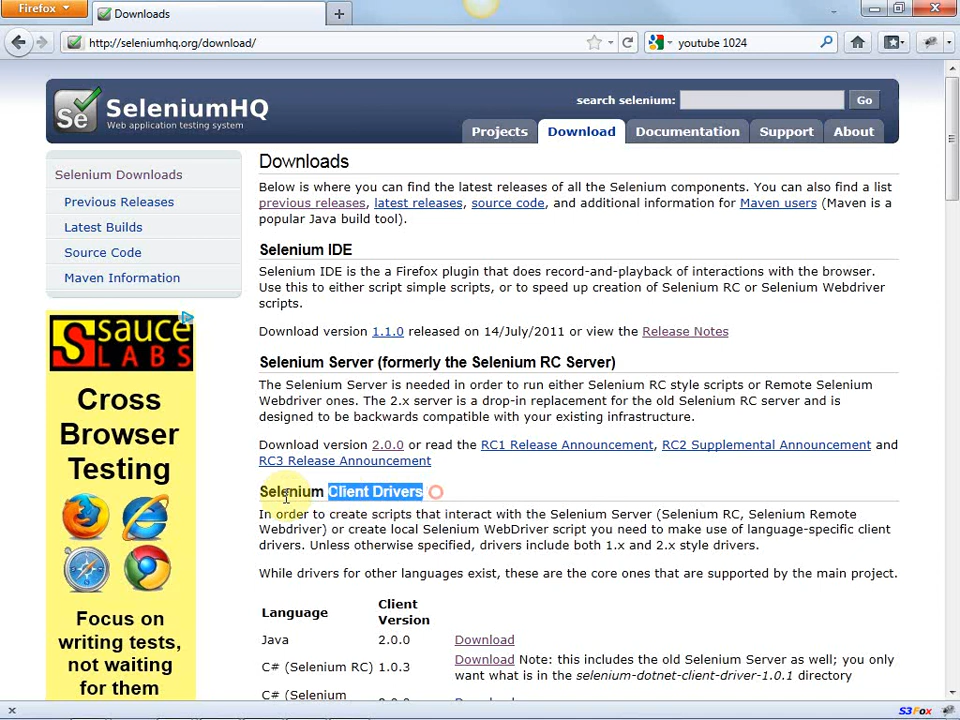 Firefox
Downloads
http://seleniumhq.org/download/
youtube 1024
Se
SeleniumHQ
Web application testing system
search selenium:
Go
Projects
Download
Documentation
Support
About
Selenium Downloads
Previous Releases
Latest Builds
Source Code
Maven Information
sauce
LABS
Cross
Browser
Testing
Focus on
writing tests,
not waiting
for them
Downloads
Below is where you can find the latest releases of all the Selenium components. You can also find a list
previous releases, latest releases, source code, and additional information for Maven users (Maven is a
popular Java build tool).
Selenium IDE
Selenium IDE is the a Firefox plugin that does record-and-playback of interactions with the browser.
Use this to either script simple scripts, or to speed up creation of Selenium RC or Selenium Webdriver
scripts.
Download version 1.1.0 released on 14/July/2011 or view the Release Notes
Selenium Server (formerly the Selenium RC Server)
The Selenium Server is needed in order to run either Selenium RC style scripts or Remote Selenium
Webdriver ones. The 2.x server is a drop-in replacement for the old Selenium RC server and is
designed to be backwards compatible with your existing infrastructure.
Download version 2.0.0 or read the RC1 Release Announcement, RC2 Supplemental Announcement and
RC3 Release Announcement
Selenium Client Drivers
In order to create scripts that interact with the Selenium Server (Selenium RC, Selenium Remote
Webdriver) or create local Selenium WebDriver script you need to make use of language-specific client
drivers. Unless otherwise specified, drivers include both 1.x and 2.x style drivers.
While drivers for other languages exist, these are the core ones that are supported by the main project.
Language Client Version
Java 2.0.0 Download
C# (Selenium RC) 1.0.3 Download Note: this includes the old Selenium Server as well; you only
want what is in the selenium-dotnet-client-driver-1.0.1 directory
C# (Selenium
S3Fox